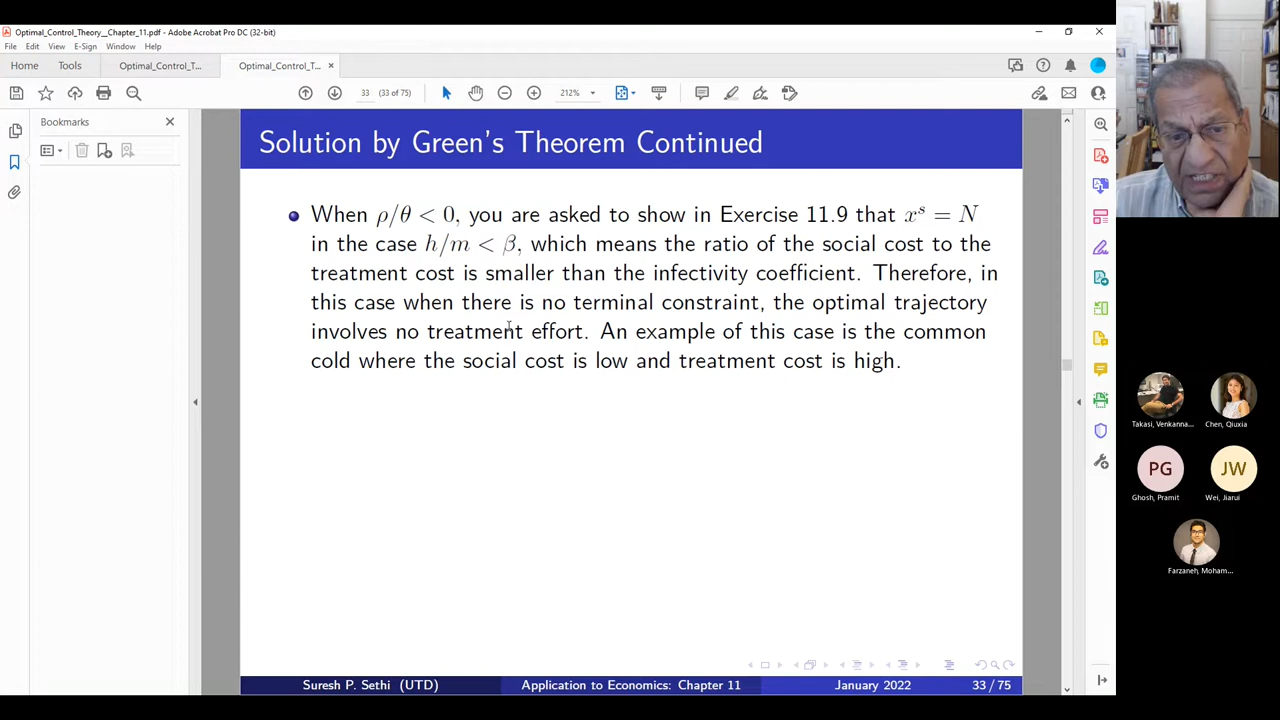 Optimal_Control_Theory__Chapter_11.pdf - Adobe Acrobat Pro DC (32-bit)
File Edit View E-Sign Window Help
Home Tools Optimal_Control_T... Optimal_Control_T...
33 (33 of 75) 212%
Bookmarks
Solution by Green's Theorem Continued
When ρ/θ < 0, you are asked to show in Exercise 11.9 that xˢ = N
in the case h/m < β, which means the ratio of the social cost to the
treatment cost is smaller than the infectivity coefficient. Therefore, in
this case when there is no terminal constraint, the optimal trajectory
involves no treatment effort. An example of this case is the common
cold where the social cost is low and treatment cost is high.
Suresh P. Sethi (UTD) Application to Economics: Chapter 11 January 2022 33 / 75
Takasi, Venkanna... Chen, Qiuxia
PG JW
Ghosh, Pramit Wei, Jiarui
Farzaneh, Moham...